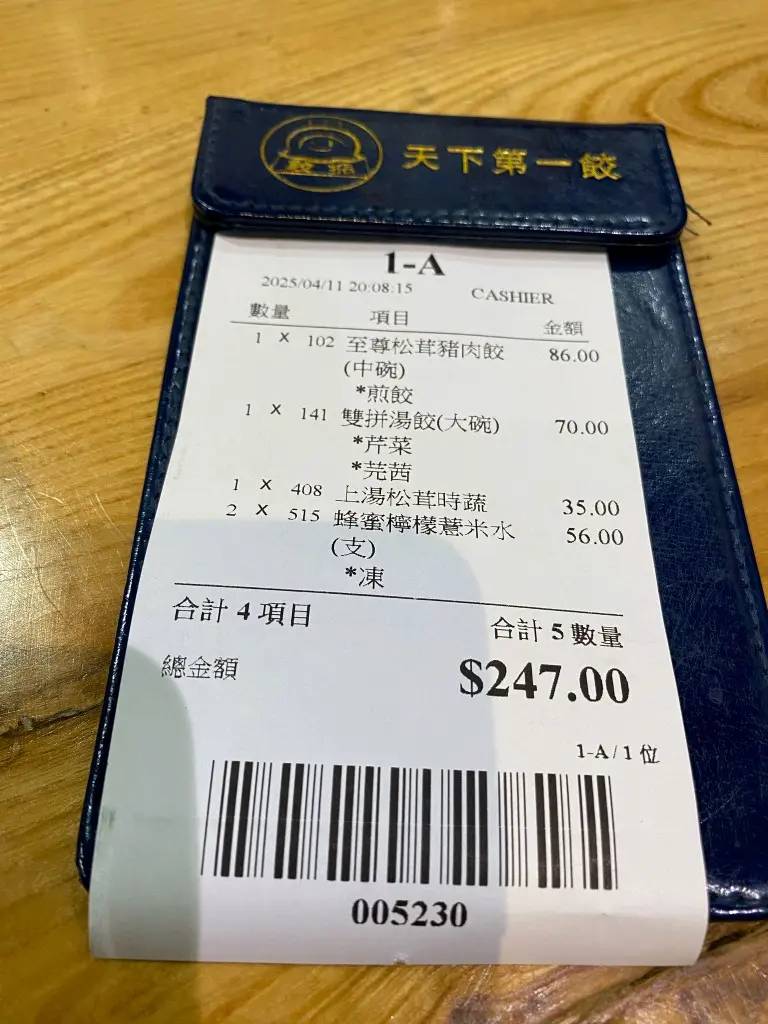 天下第一餃
1-A
2025/04/11 20:08:15 CASHIER
數量 項目 金額
1 X 102 至尊松茸豬肉餃 86.00
(中碗)
*煎餃
1 X 141 雙拼湯餃(大碗) 70.00
*芹菜
*芫茜
1 X 408 上湯松茸時蔬 35.00
2 X 515 蜂蜜檸檬薏米水 56.00
(支)
*凍
合計 4 項目 合計 5 數量
總金額 $247.00
1-A / 1 位
005230